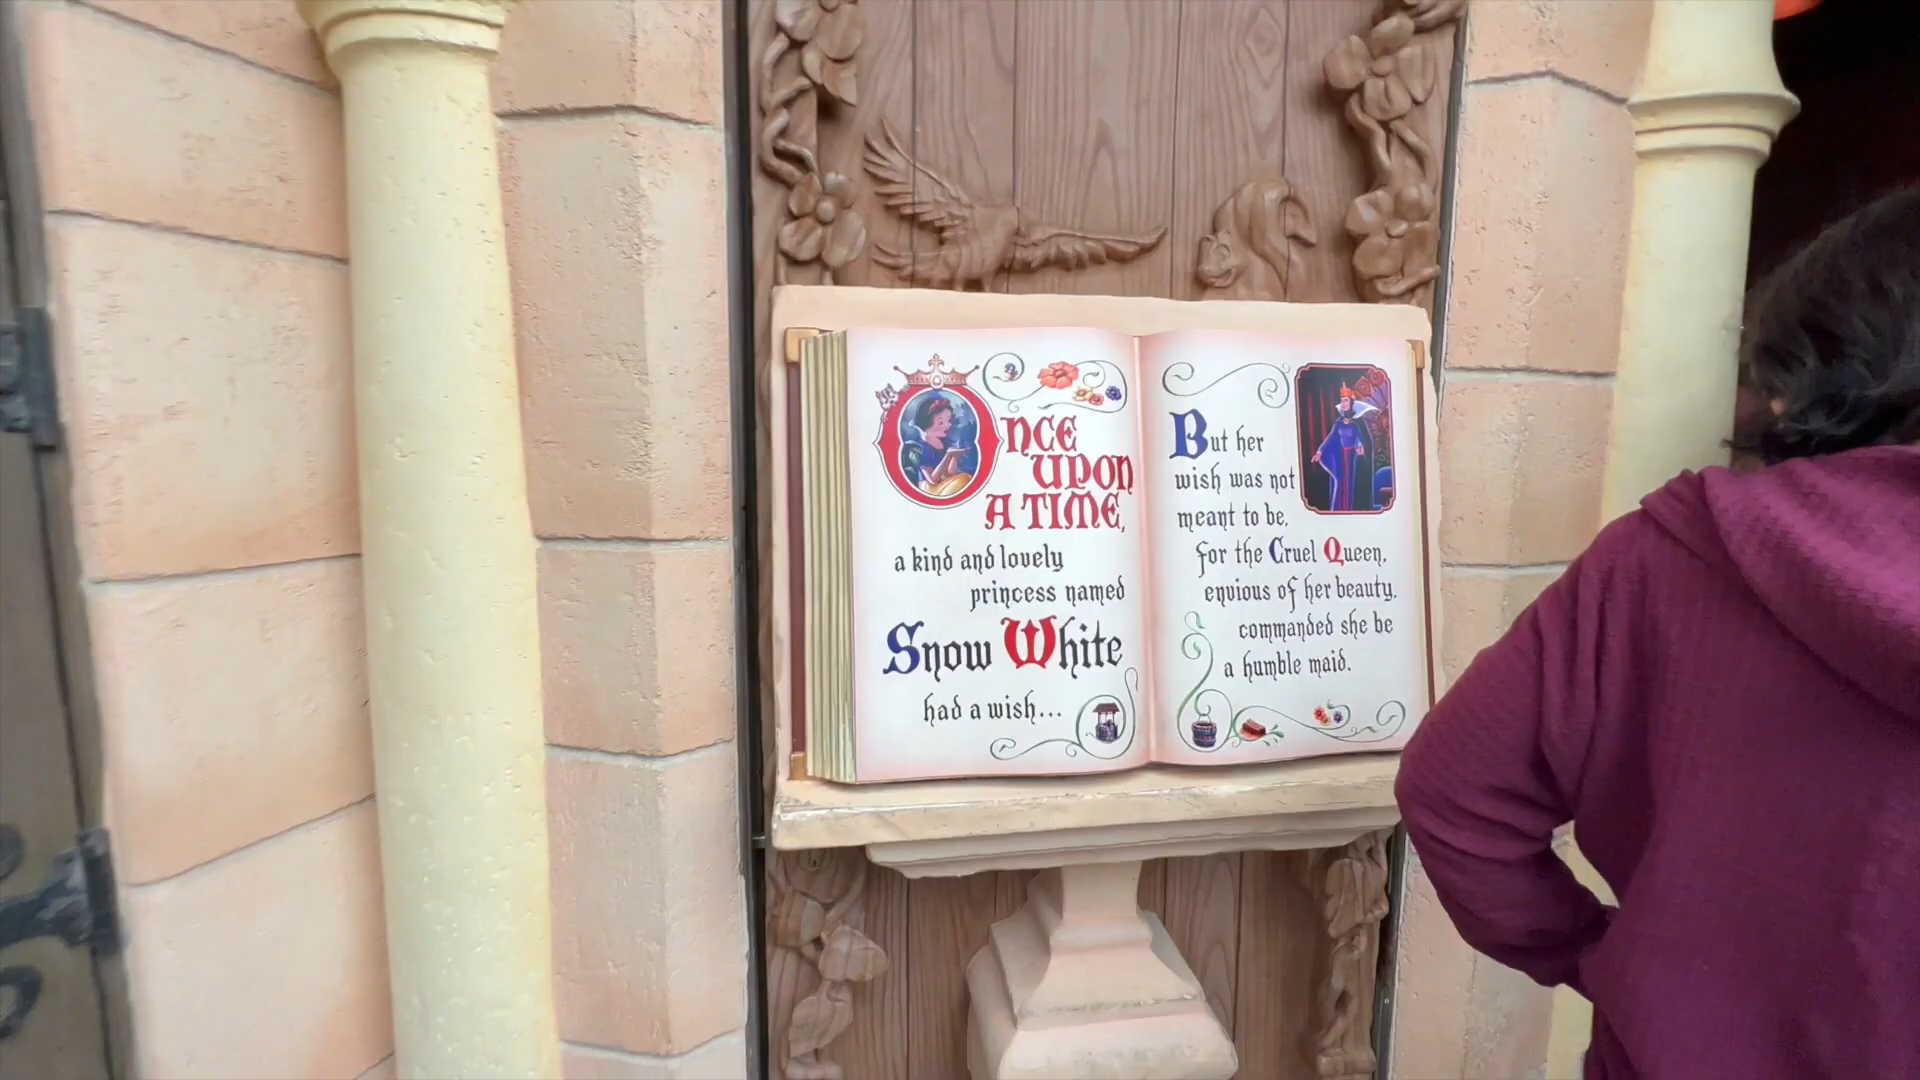 ONCE
UPON
A TIME,
a kind and lovely
princess named
Snow White
had a wish...
But her
wish was not
meant to be,
for the Cruel Queen,
envious of her beauty,
commanded she be
a humble maid.